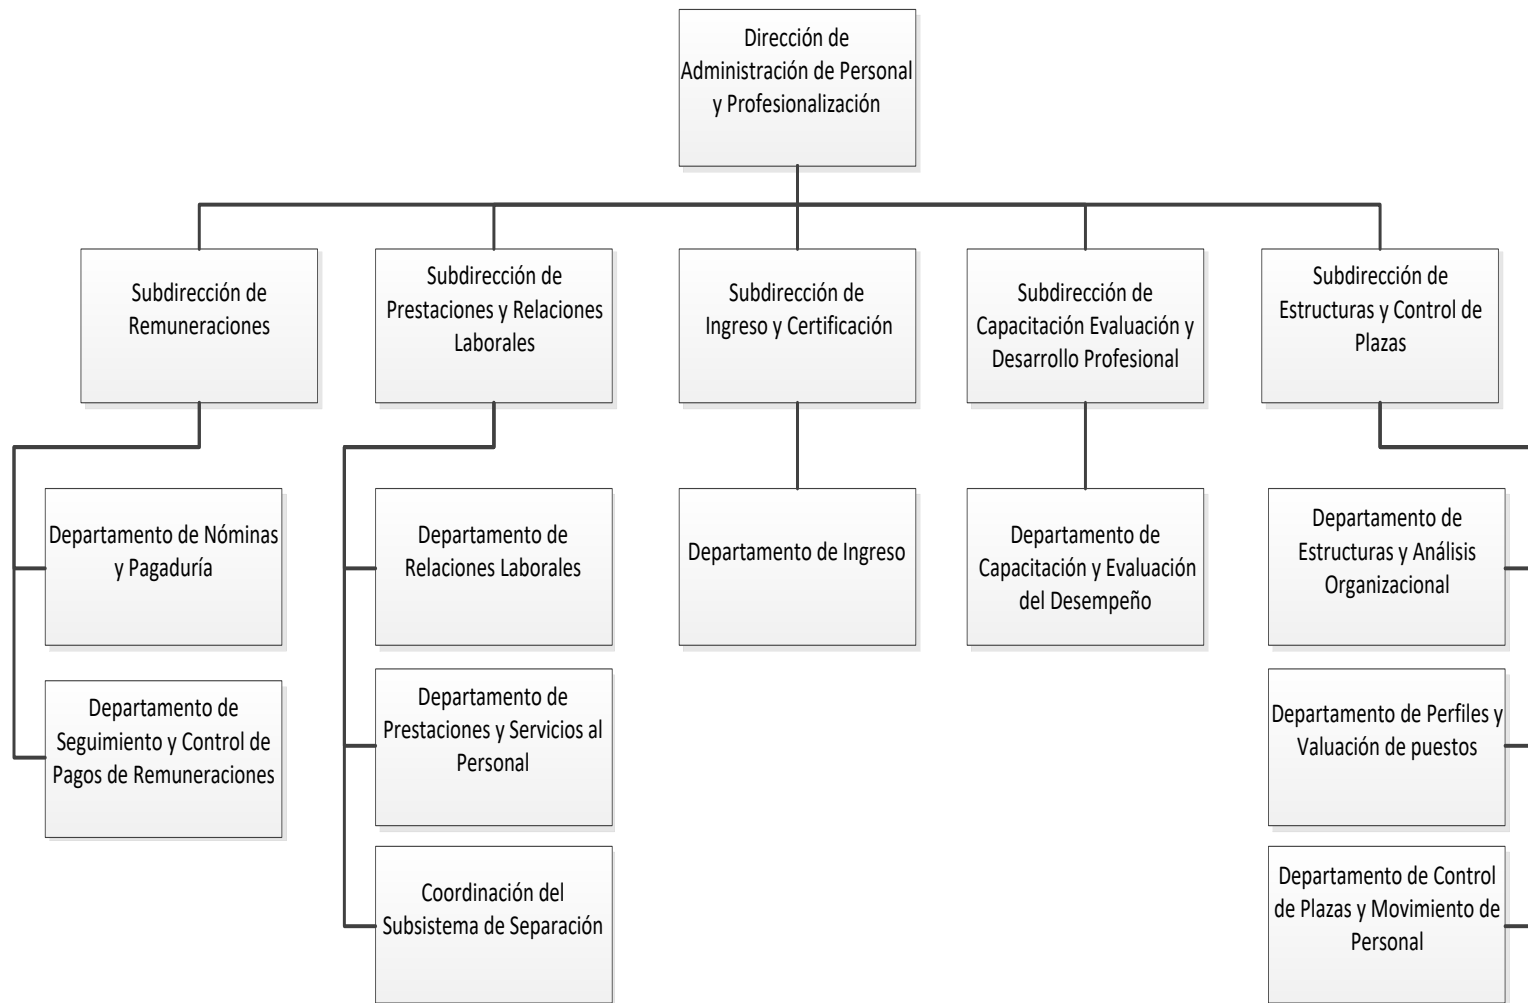 Dirección de
Administración de Personal
y Profesionalización
Subdirección de
Remuneraciones
Subdirección de
Prestaciones y Relaciones
Laborales
Subdirección de
Ingreso y Certificación
Subdirección de
Capacitación Evaluación y
Desarrollo Profesional
Subdirección de
Estructuras y Control de
Plazas
Departamento de Nóminas
y Pagaduría
Departamento de
Relaciones Laborales
Departamento de Ingreso
Departamento de
Capacitación y Evaluación
del Desempeño
Departamento de
Estructuras y Análisis
Organizacional
Departamento de
Seguimiento y Control de
Pagos de Remuneraciones
Departamento de
Prestaciones y Servicios al
Personal
Departamento de Perfiles y
Valuación de puestos
Coordinación del
Subsistema de Separación
Departamento de Control
de Plazas y Movimiento de
Personal